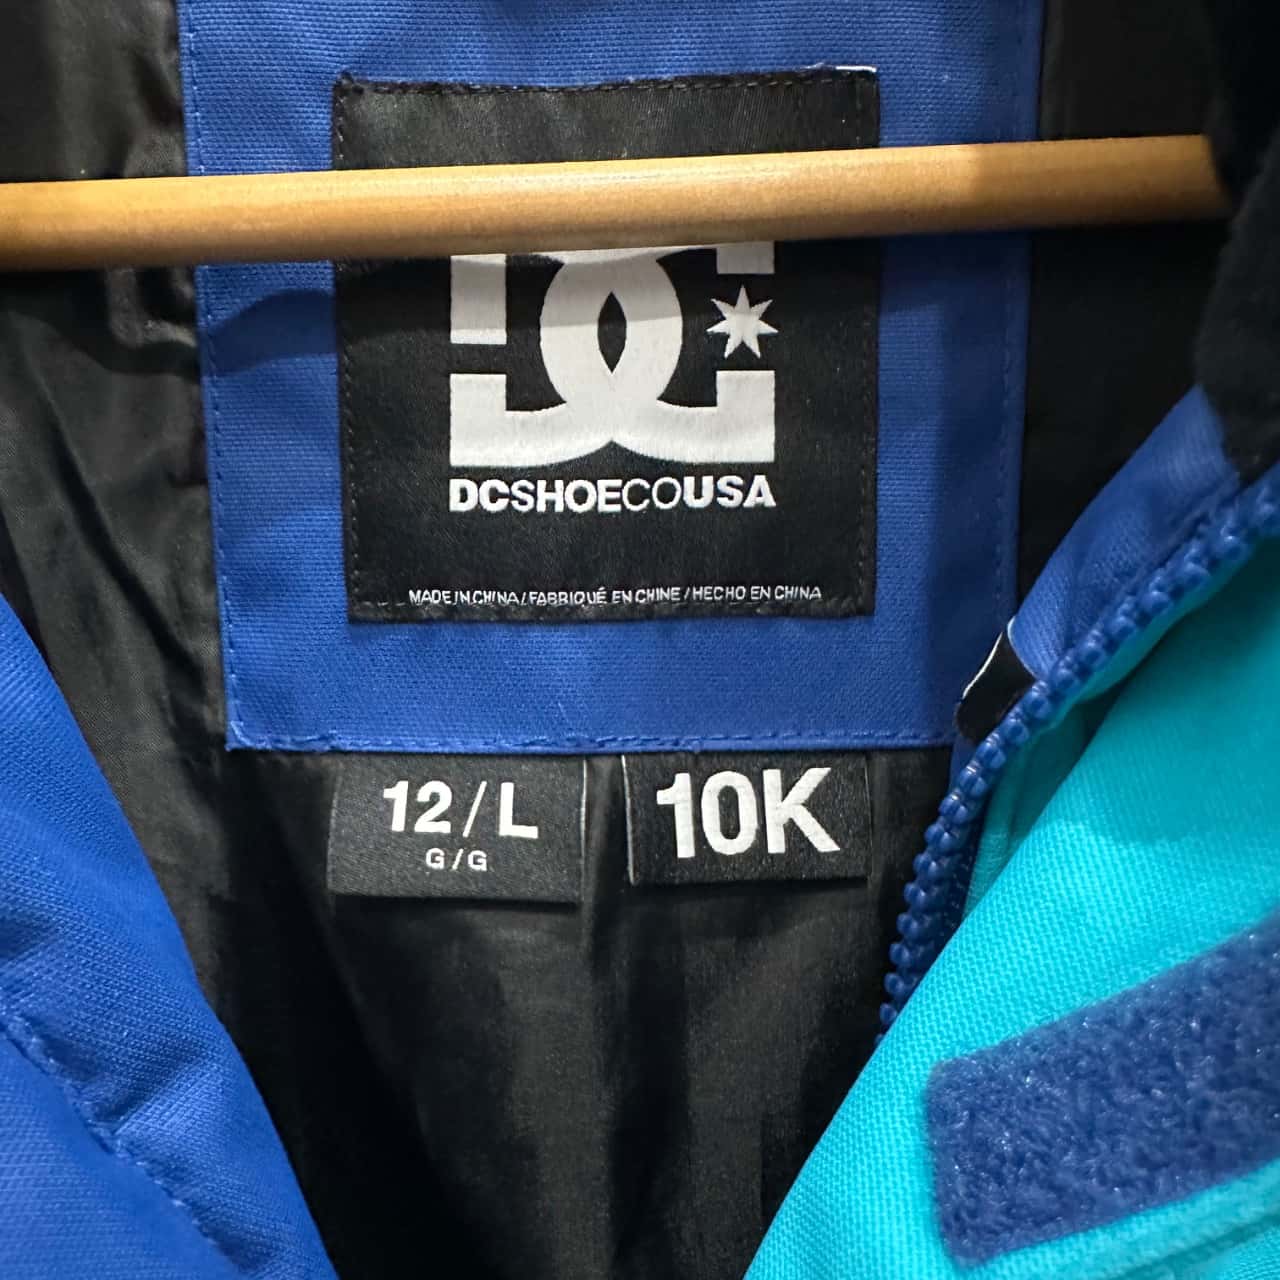 DC
DCSHOECOUSA
MADE IN CHINA / FABRIQUÉ EN CHINE / HECHO EN CHINA
12/L
G/G
10K